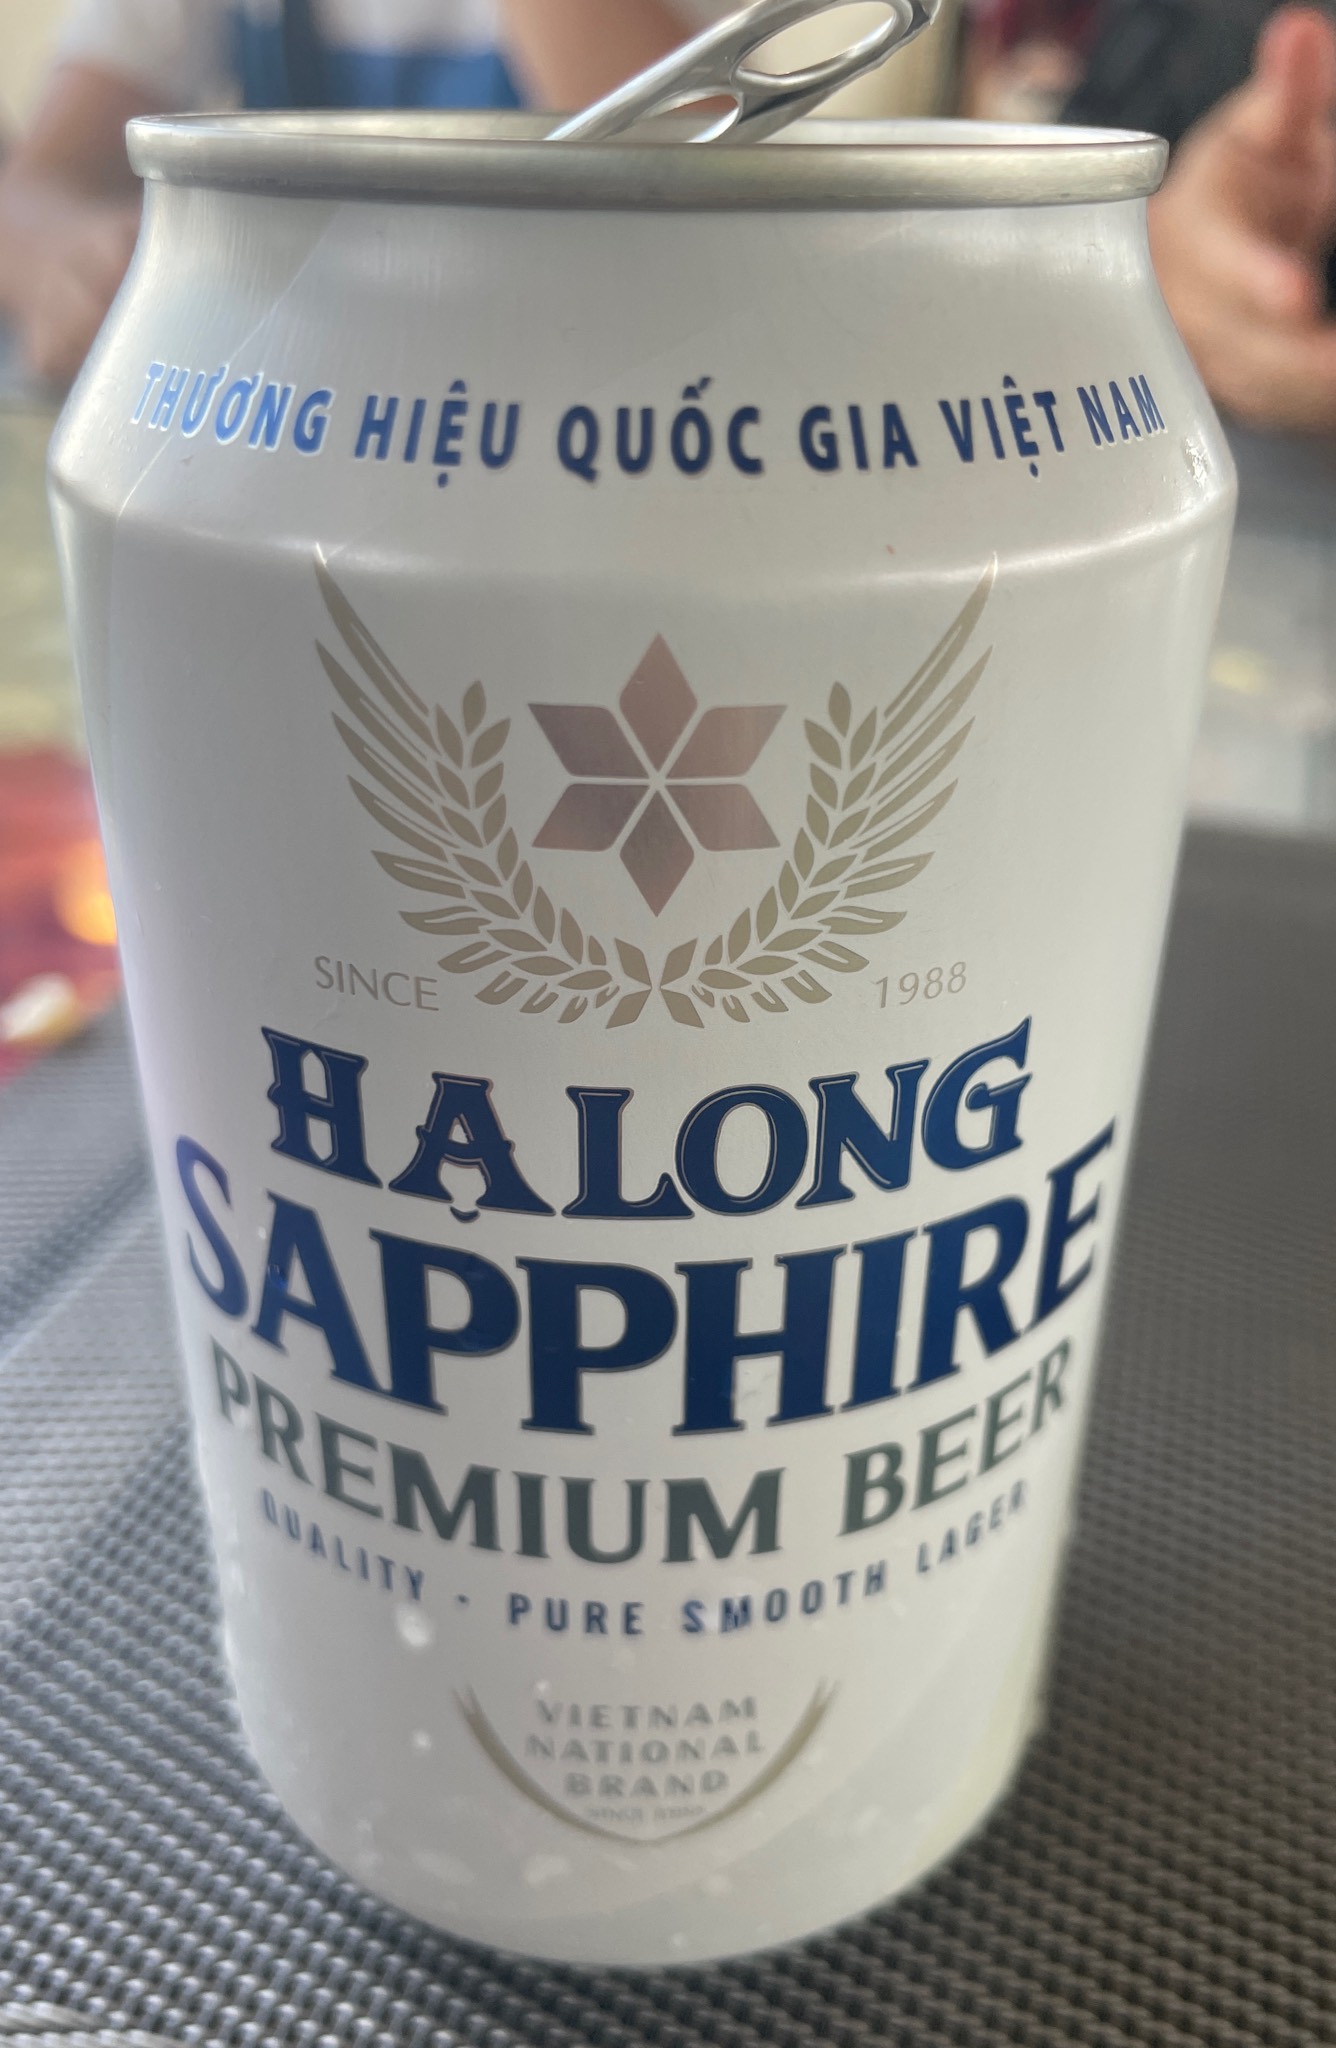 THƯƠNG HIỆU QUỐC GIA VIỆT NAM
SINCE 1988
HẠ LONG
SAPPHIRE
PREMIUM BEER
QUALITY · PURE SMOOTH LAGER
VIETNAM
NATIONAL
BRAND